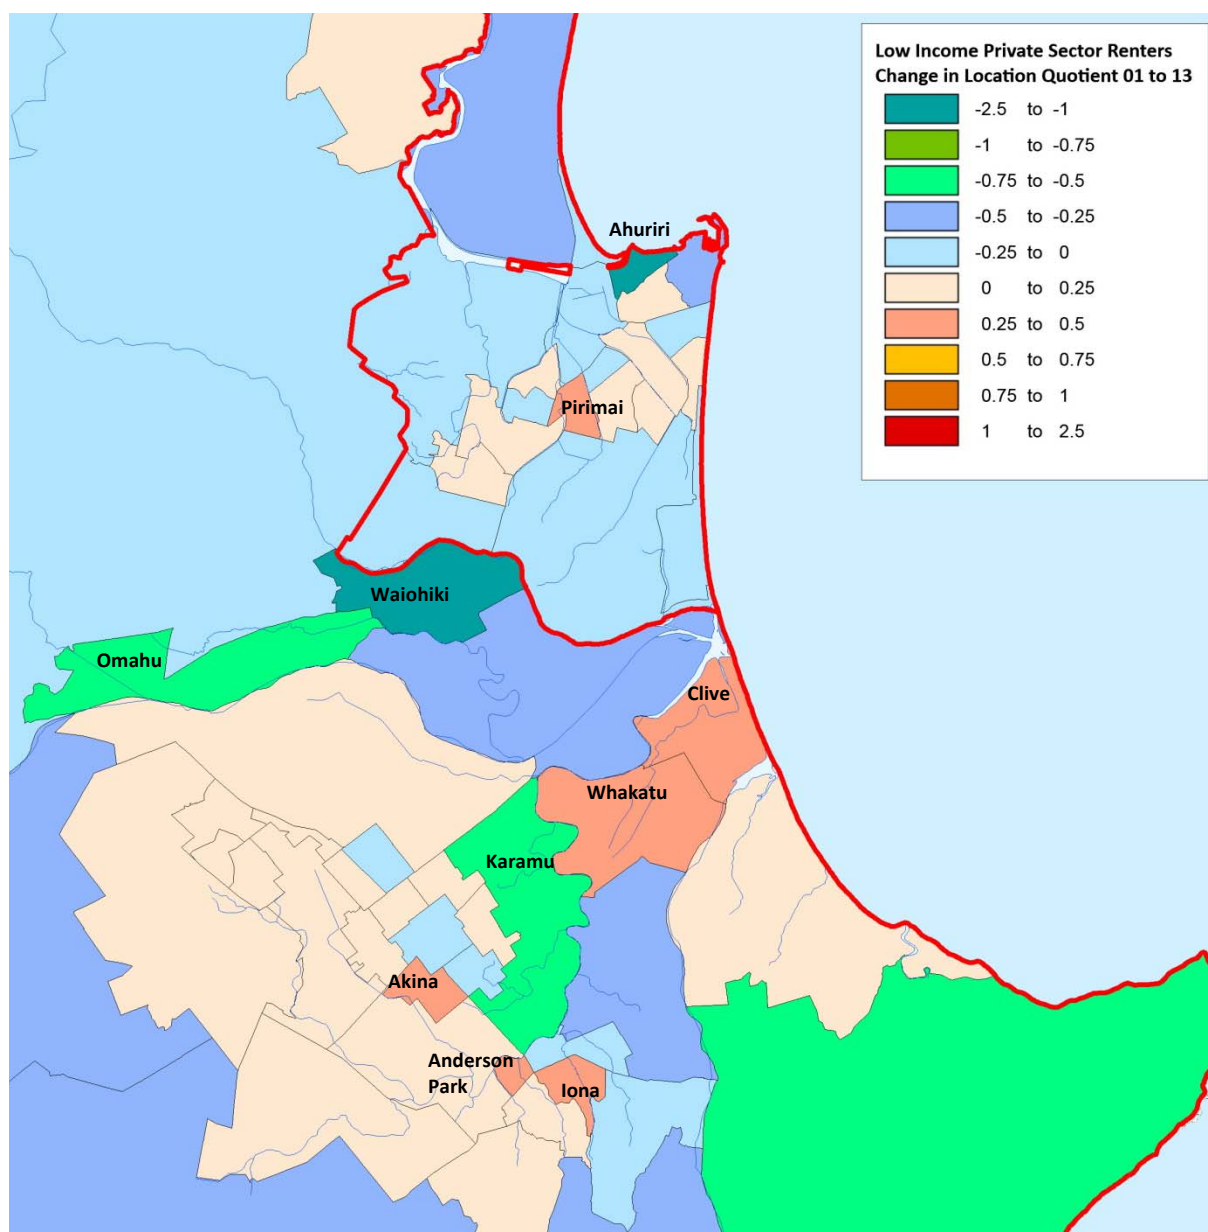 Low Income Private Sector Renters
Change in Location Quotient 01 to 13
-2.5 to -1
-1 to -0.75
-0.75 to -0.5
-0.5 to -0.25
-0.25 to 0
0 to 0.25
0.25 to 0.5
0.5 to 0.75
0.75 to 1
1 to 2.5
Ahuriri
Pirimai
Waiohiki
Omahu
Clive
Whakatu
Karamu
Akina
Anderson
Park
Iona